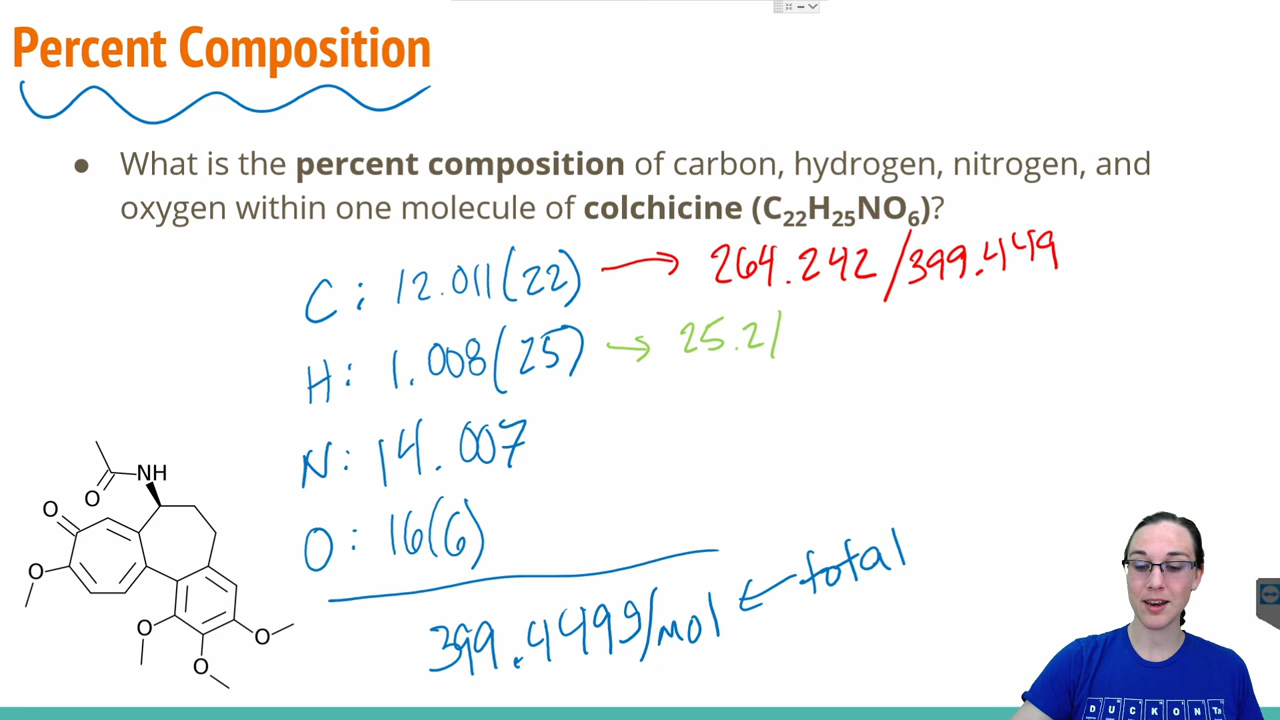 Percent Composition
● What is the percent composition of carbon, hydrogen, nitrogen, and
oxygen within one molecule of colchicine (C₂₂H₂₅NO₆)?
C: 12.011(22) → 264.242/399.449
H: 1.008(25) → 25.2/
N: 14.007
O: 16(6)
399.449g/mol ← total
NH
O
O
O
O
O
O
D U C K O N Ta